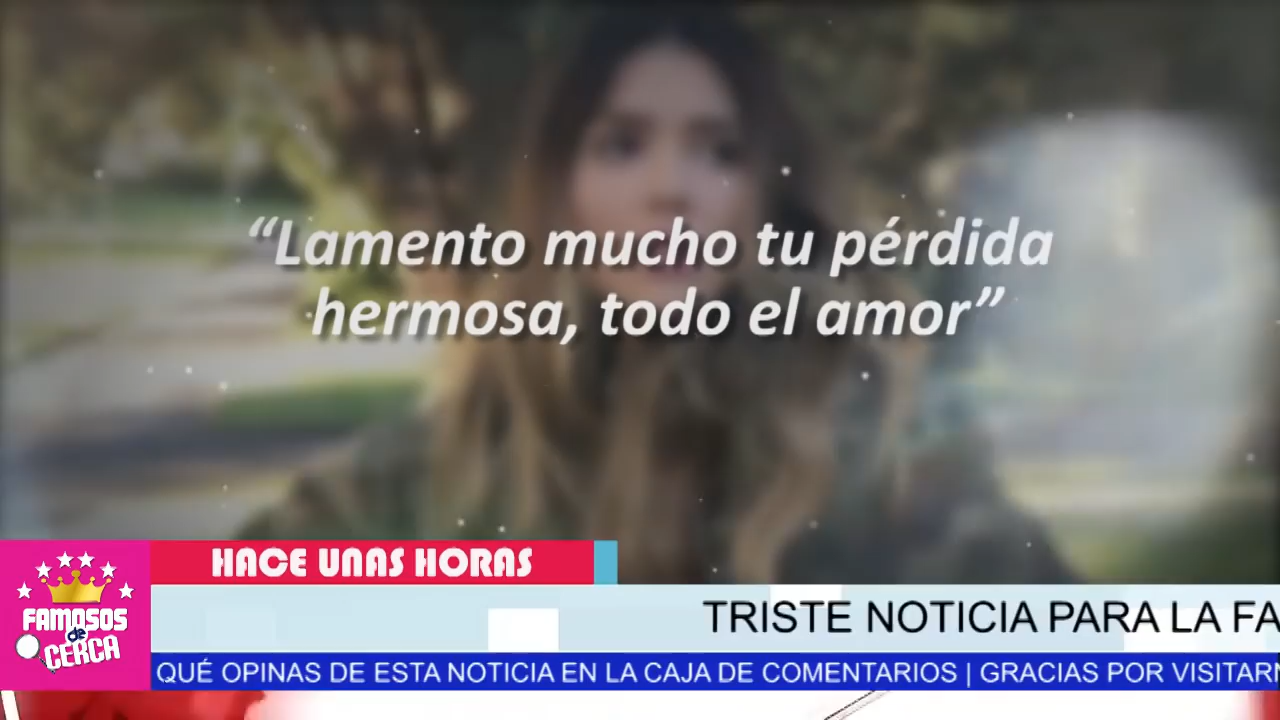 “Lamento mucho tu pérdida
hermosa, todo el amor”
HACE UNAS HORAS
FAMOSOS
de
CERCA
TRISTE NOTICIA PARA LA FA
QUÉ OPINAS DE ESTA NOTICIA EN LA CAJA DE COMENTARIOS | GRACIAS POR VISITARN